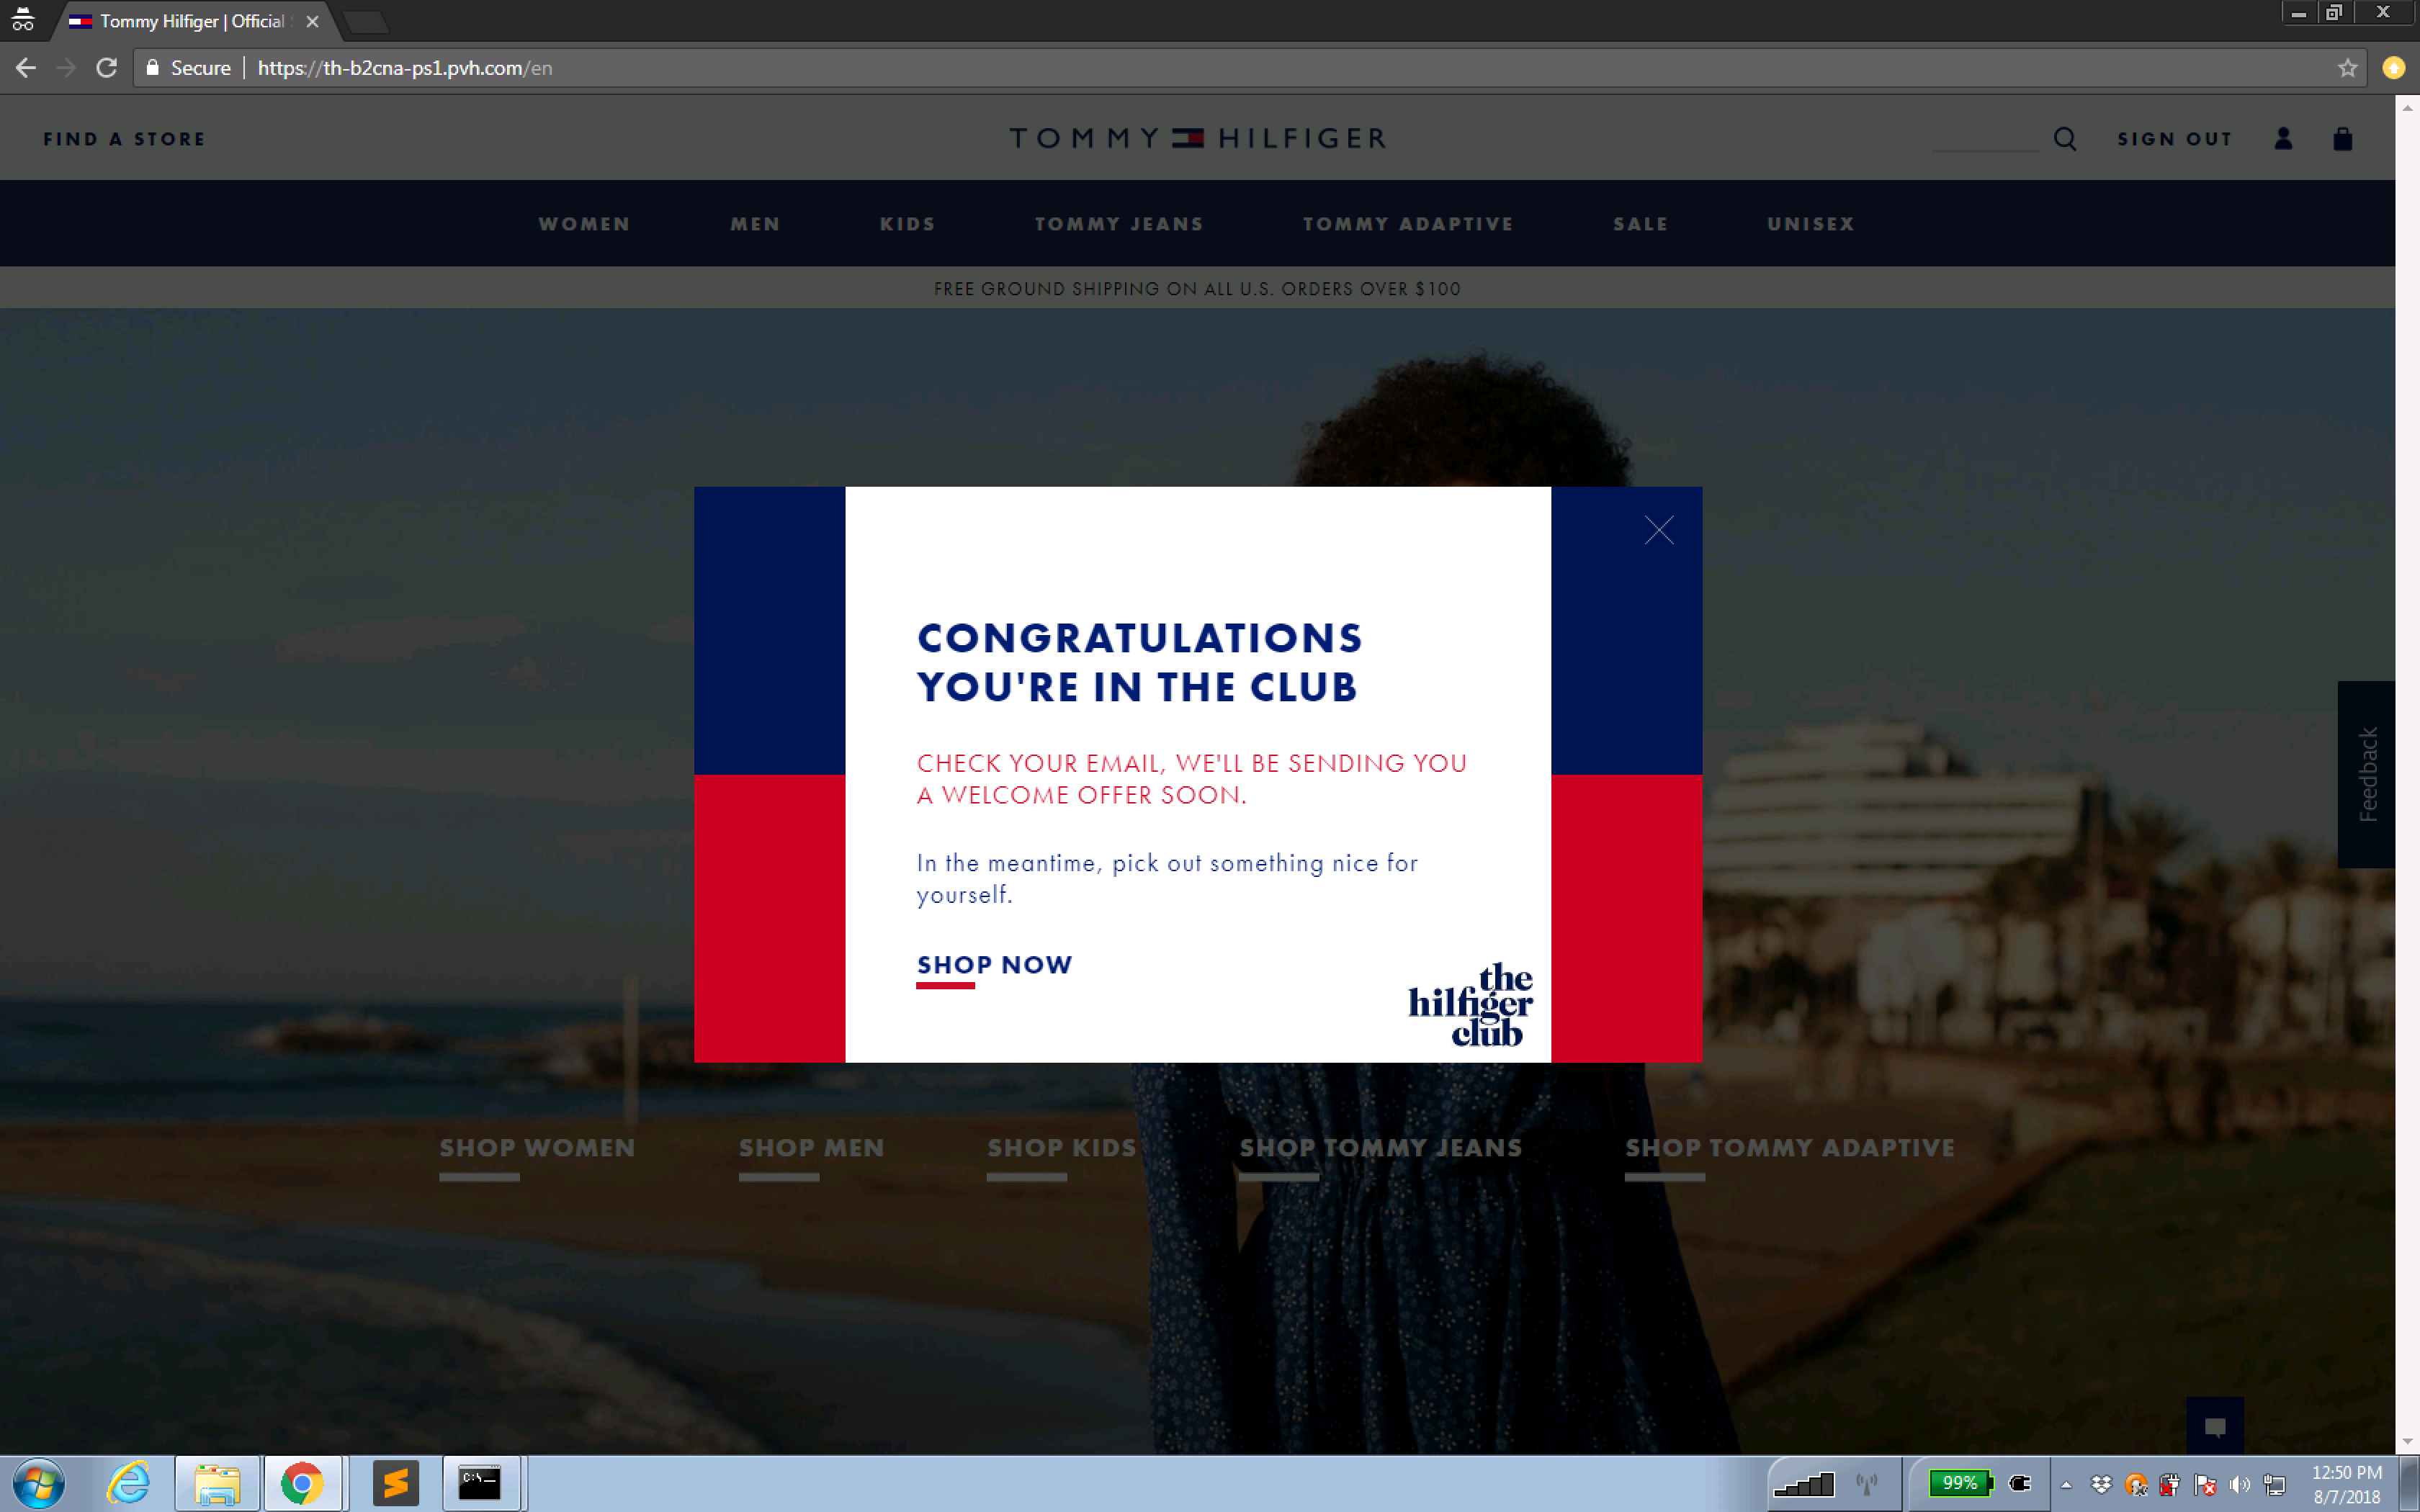 Tommy Hilfiger | Official
Secure
https://th-b2cna-ps1.pvh.com/en
FIND A STORE
TOMMY HILFIGER
SIGN OUT
WOMEN MEN KIDS TOMMY JEANS TOMMY ADAPTIVE SALE UNISEX
FREE GROUND SHIPPING ON ALL U.S. ORDERS OVER $100
CONGRATULATIONS
YOU'RE IN THE CLUB
CHECK YOUR EMAIL, WE'LL BE SENDING YOU
A WELCOME OFFER SOON.
In the meantime, pick out something nice for
yourself.
SHOP NOW
the
hilfiger
club
Feedback
SHOP WOMEN SHOP MEN SHOP KIDS SHOP TOMMY JEANS SHOP TOMMY ADAPTIVE
C:\
99%
12:50 PM
8/7/2018